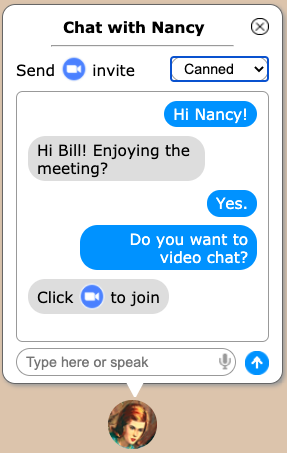 Chat with Nancy
Send invite
Canned
Hi Nancy!
Hi Bill! Enjoying the
meeting?
Yes.
Do you want to
video chat?
Click to join
Type here or speak